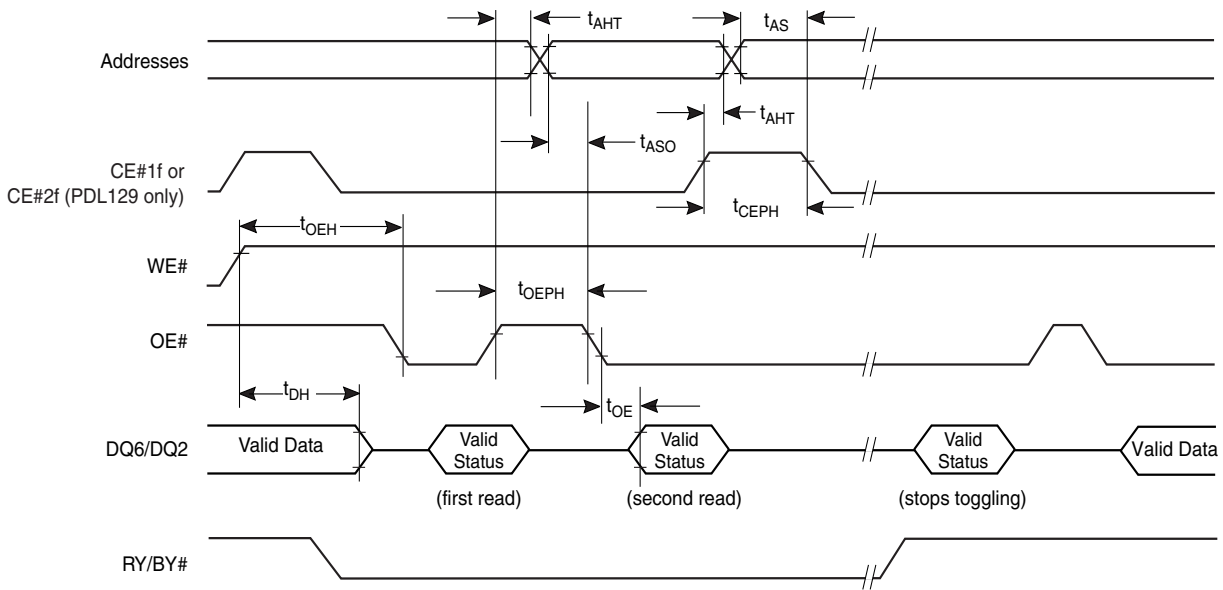 tAHT
tAS
Addresses
tAHT
tASO
CE#1f or
CE#2f (PDL129 only)
tCEPH
tOEH
WE#
tOEPH
OE#
tDH
tOE
DQ6/DQ2
Valid Data
Valid
Status
Valid
Status
Valid
Status
Valid Data
(first read)
(second read)
(stops toggling)
RY/BY#